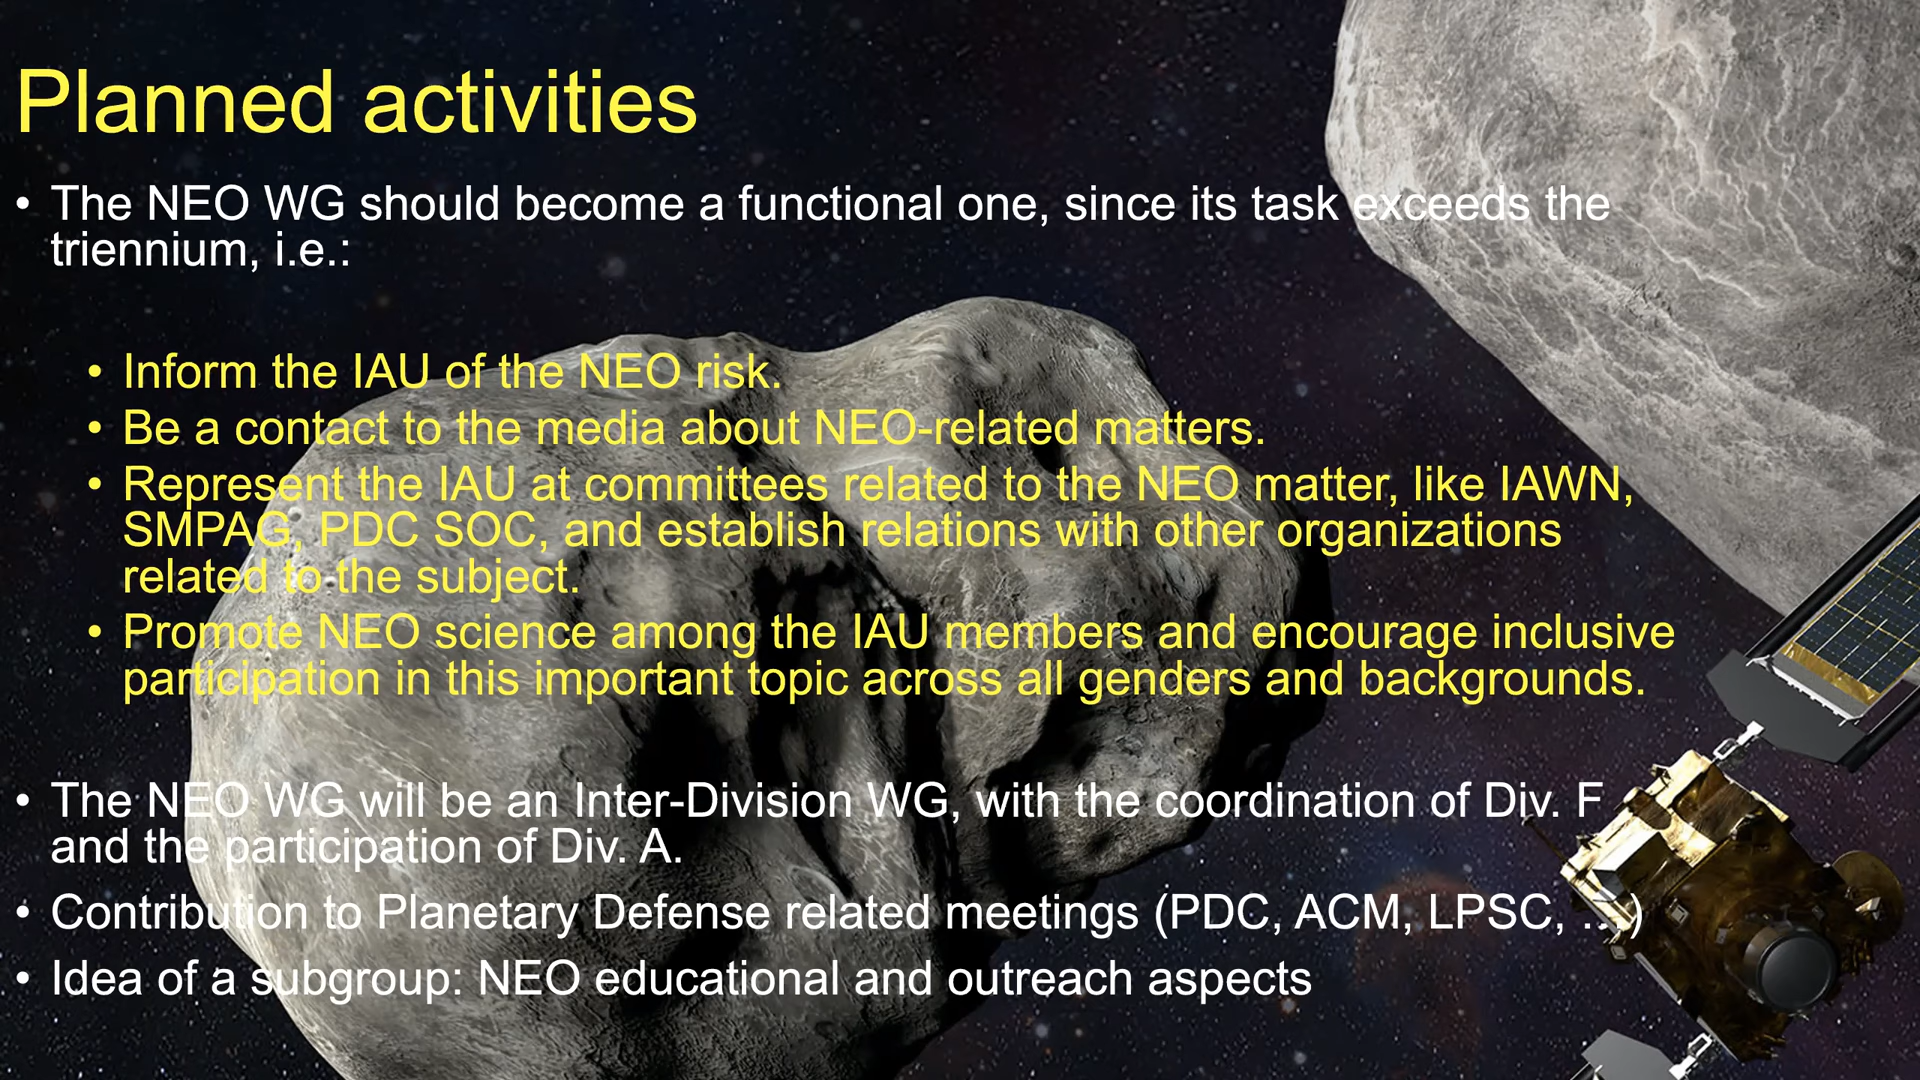 Planned activities
• The NEO WG should become a functional one, since its task exceeds the
triennium, i.e.:
• Inform the IAU of the NEO risk.
• Be a contact to the media about NEO-related matters.
• Represent the IAU at committees related to the NEO matter, like IAWN,
SMPAG, PDC SOC, and establish relations with other organizations
related to the subject.
• Promote NEO science among the IAU members and encourage inclusive
participation in this important topic across all genders and backgrounds.
• The NEO WG will be an Inter-Division WG, with the coordination of Div. F
and the participation of Div. A.
• Contribution to Planetary Defense related meetings (PDC, ACM, LPSC, ...)
• Idea of a subgroup: NEO educational and outreach aspects